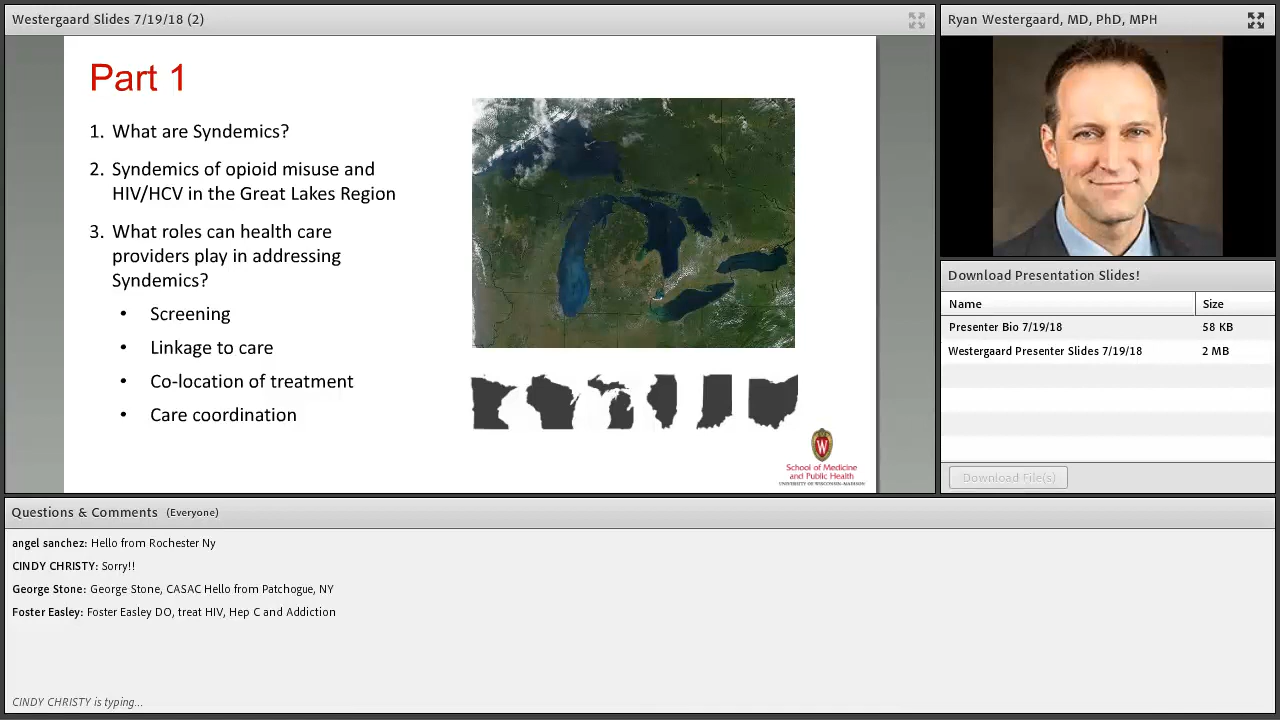 Westergaard Slides 7/19/18 (2)
Part 1
1. What are Syndemics?
2. Syndemics of opioid misuse and
HIV/HCV in the Great Lakes Region
3. What roles can health care
providers play in addressing
Syndemics?
• Screening
• Linkage to care
• Co-location of treatment
• Care coordination
W
School of Medicine
and Public Health
UNIVERSITY OF WISCONSIN-MADISON
Ryan Westergaard, MD, PhD, MPH
Download Presentation Slides!
Name Size
Presenter Bio 7/19/18 58 KB
Westergaard Presenter Slides 7/19/18 2 MB
Download File(s)
Questions & Comments (Everyone)
angel sanchez: Hello from Rochester Ny
CINDY CHRISTY: Sorry!!
George Stone: George Stone, CASAC Hello from Patchogue, NY
Foster Easley: Foster Easley DO, treat HIV, Hep C and Addiction
CINDY CHRISTY is typing...